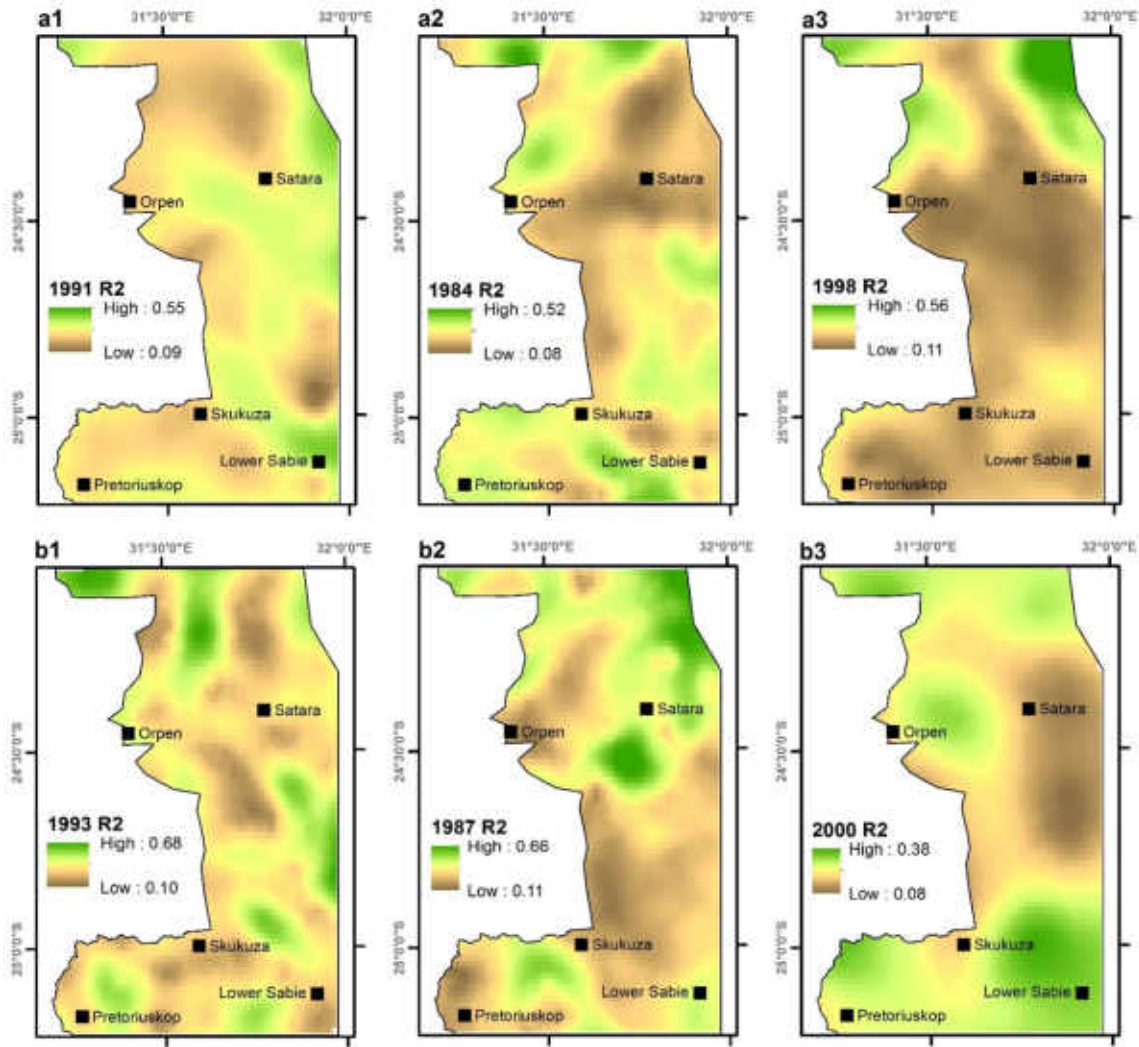 a1
31°30'0"E 32°0'0"E
Satara
Orpen
24°30'0"S
1991 R2
High : 0.55
Low : 0.09
25°0'0"S
Skukuza
Lower Sabie
Pretoriuskop
a2
31°30'0"E 32°0'0"E
Satara
Orpen
24°30'0"S
1984 R2
High : 0.52
Low : 0.08
25°0'0"S
Skukuza
Lower Sabie
Pretoriuskop
a3
31°30'0"E 32°0'0"E
Satara
Orpen
24°30'0"S
1998 R2
High : 0.56
Low : 0.11
25°0'0"S
Skukuza
Lower Sabie
Pretoriuskop
b1
31°30'0"E 32°0'0"E
Satara
Orpen
24°30'0"S
1993 R2
High : 0.68
Low : 0.10
25°0'0"S
Skukuza
Lower Sabie
Pretoriuskop
b2
31°30'0"E 32°0'0"E
Satara
Orpen
24°30'0"S
1987 R2
High : 0.66
Low : 0.11
25°0'0"S
Skukuza
Lower Sabie
Pretoriuskop
b3
31°30'0"E 32°0'0"E
Satara
Orpen
24°30'0"S
2000 R2
High : 0.38
Low : 0.08
25°0'0"S
Skukuza
Lower Sabie
Pretoriuskop